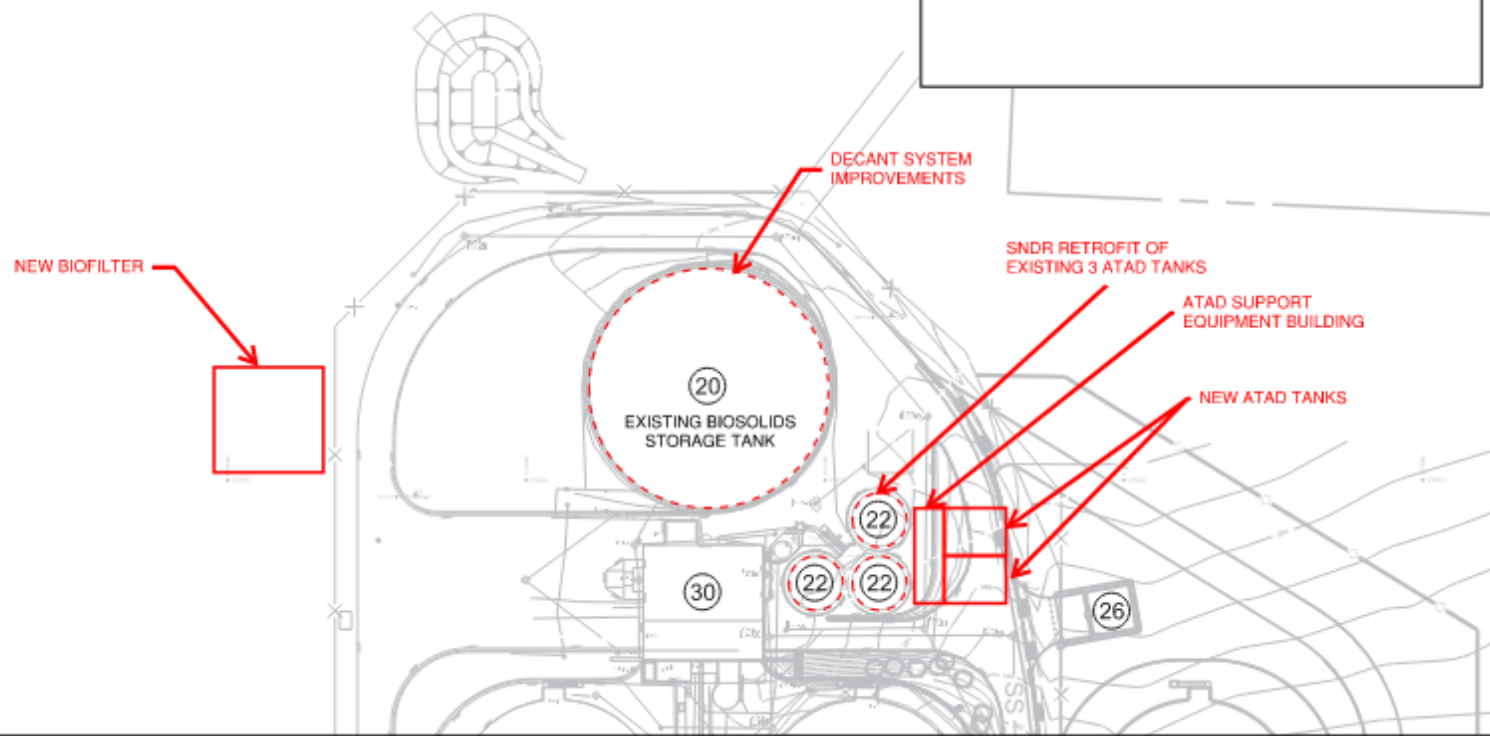 DECANT SYSTEM
IMPROVEMENTS
NEW BIOFILTER
SNDR RETROFIT OF
EXISTING 3 ATAD TANKS
ATAD SUPPORT
EQUIPMENT BUILDING
NEW ATAD TANKS
20
EXISTING BIOSOLIDS
STORAGE TANK
22
22
22
30
26
SS